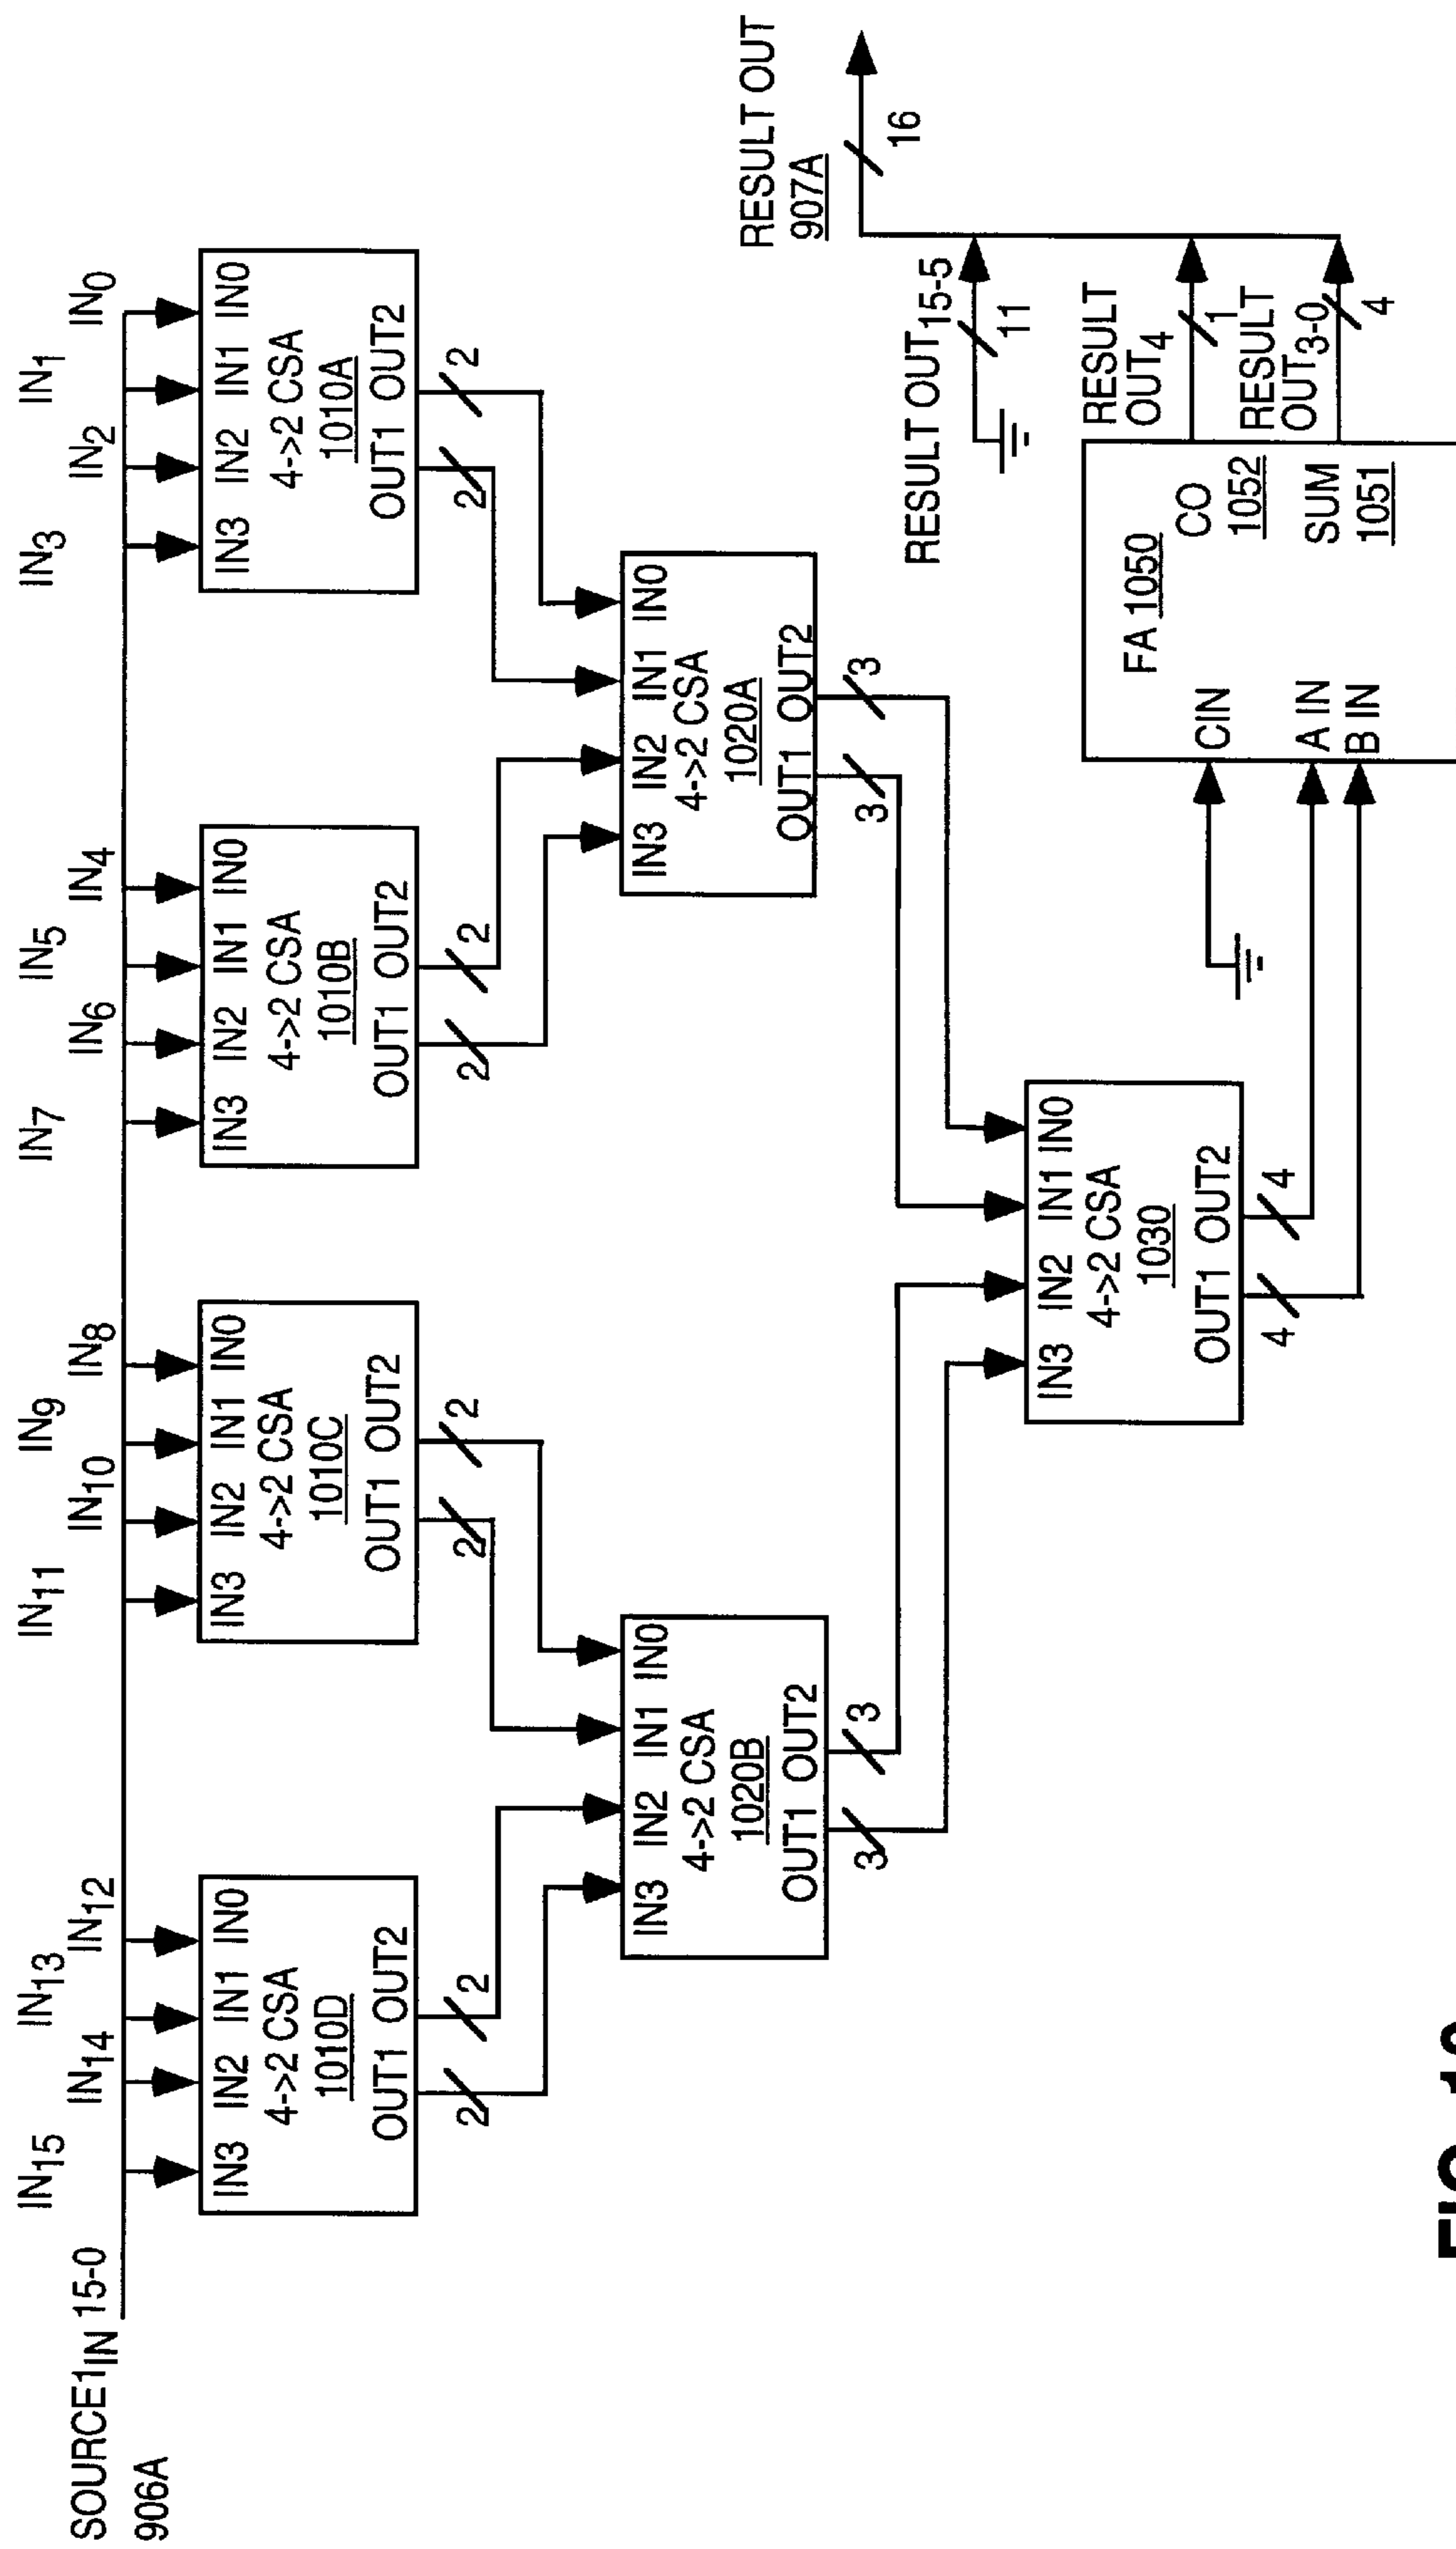 SOURCE1IN 15-0
906A
IN15
IN14
IN13
IN12
IN11
IN10
IN9
IN8
IN7
IN6
IN5
IN4
IN3
IN2
IN1
IN0
IN3 IN2 IN1 IN0
4->2 CSA
1010D
OUT1 OUT2
2
2
IN3 IN2 IN1 IN0
4->2 CSA
1010C
OUT1 OUT2
2
2
IN3 IN2 IN1 IN0
4->2 CSA
1010B
OUT1 OUT2
2
2
IN3 IN2 IN1 IN0
4->2 CSA
1010A
OUT1 OUT2
2
2
IN3 IN2 IN1 IN0
4->2 CSA
1020B
OUT1 OUT2
3
3
IN3 IN2 IN1 IN0
4->2 CSA
1020A
OUT1 OUT2
3
3
IN3 IN2 IN1 IN0
4->2 CSA
1030
OUT1 OUT2
4
4
RESULT OUT
907A
16
RESULT OUT15-5
11
RESULT
OUT4
1
RESULT
OUT3-0
4
FA 1050
CIN
CO
1052
A IN
SUM
B IN
1051